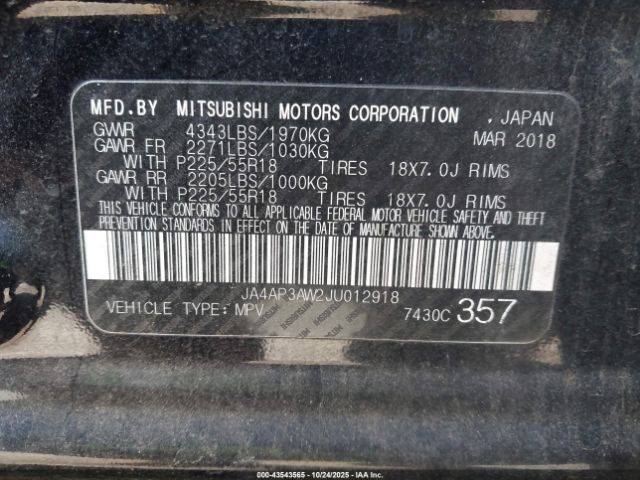 MFD.BY MITSUBISHI MOTORS CORPORATION . JAPAN
GVWR 4343LBS/1970KG MAR 2018
GAWR FR 2271LBS/1030KG
WITH P225/55R18 TIRES 18X7.0J RIMS
GAWR RR 2205LBS/1000KG
WITH P225/55R18 TIRES 18X7.0J RIMS
THIS VEHICLE CONFORMS TO ALL APPLICABLE FEDERAL MOTOR VEHICLE SAFETY AND THEFT
PREVENTION STANDARDS IN EFFECT ON THE DATE OF MANUFACTURE SHOWN ABOVE.
JA4AP3AW2JU012918
VEHICLE TYPE: MPV 7430C 357
000-43543565 - 10/24/2025 - IAA Inc.